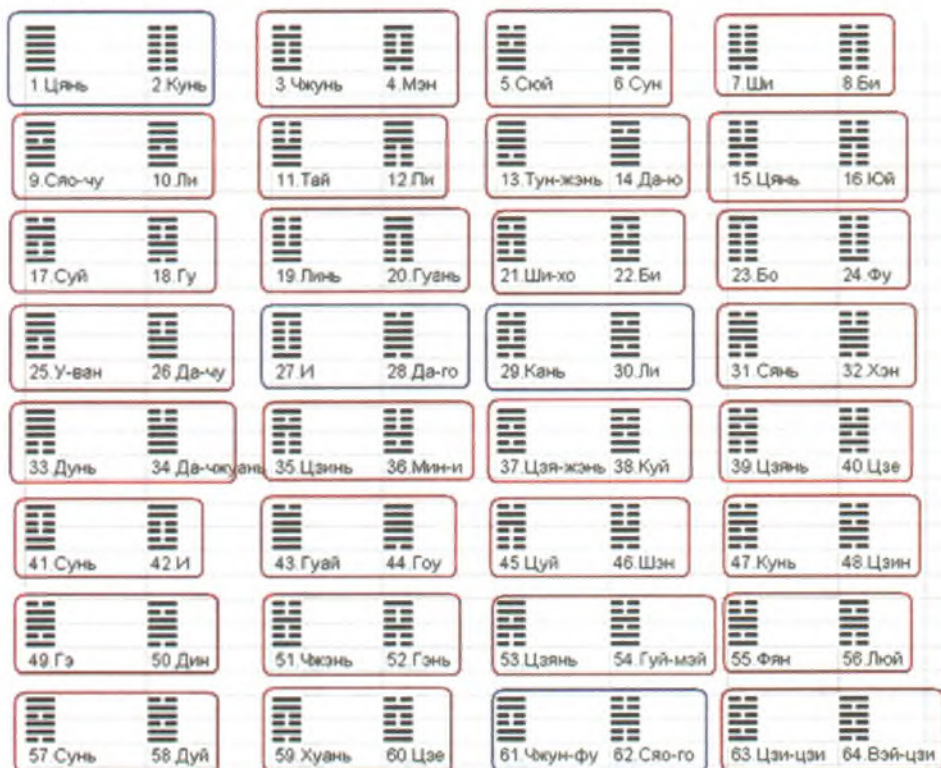 1.Цянь 2.Кунь 3.Чжунь 4.Мэн 5.Сюй 6.Сун 7.Ши 8.Би
9.Сяо-чу 10.Ли 11.Тай 12.Пи 13.Тун-жэнь 14.Да-ю 15.Цянь 16.Юй
17.Суй 18.Гу 19.Линь 20.Гуань 21.Ши-хо 22.Би 23.Бо 24.Фу
25.У-ван 26.Да-чу 27.И 28.Да-го 29.Кань 30.Ли 31.Сянь 32.Хэн
33.Дунь 34.Да-чжуань 35.Цзинь 36.Мин-и 37.Цзя-жэнь 38.Куй 39.Цзянь 40.Цзе
41.Сунь 42.И 43.Гуай 44.Гоу 45.Цуй 46.Шэн 47.Кунь 48.Цзин
49.Гэ 50.Дин 51.Чжэнь 52.Гэнь 53.Цзянь 54.Гуй-мэй 55.Фян 56.Люй
57.Сунь 58.Дуй 59.Хуань 60.Цзе 61.Чжун-фу 62.Сяо-го 63.Цзи-цзи 64.Вэй-цзи